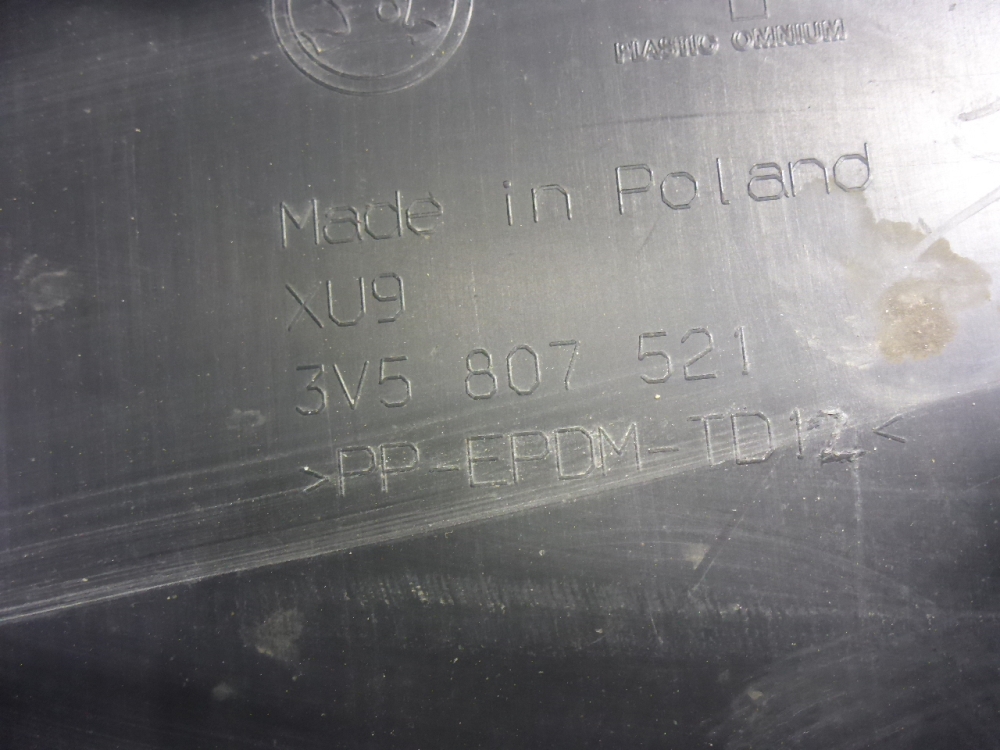 PLASTIC OMNIUM
Made in Poland
XU9
3V5 807 521
>PP-EPDM-TD12<